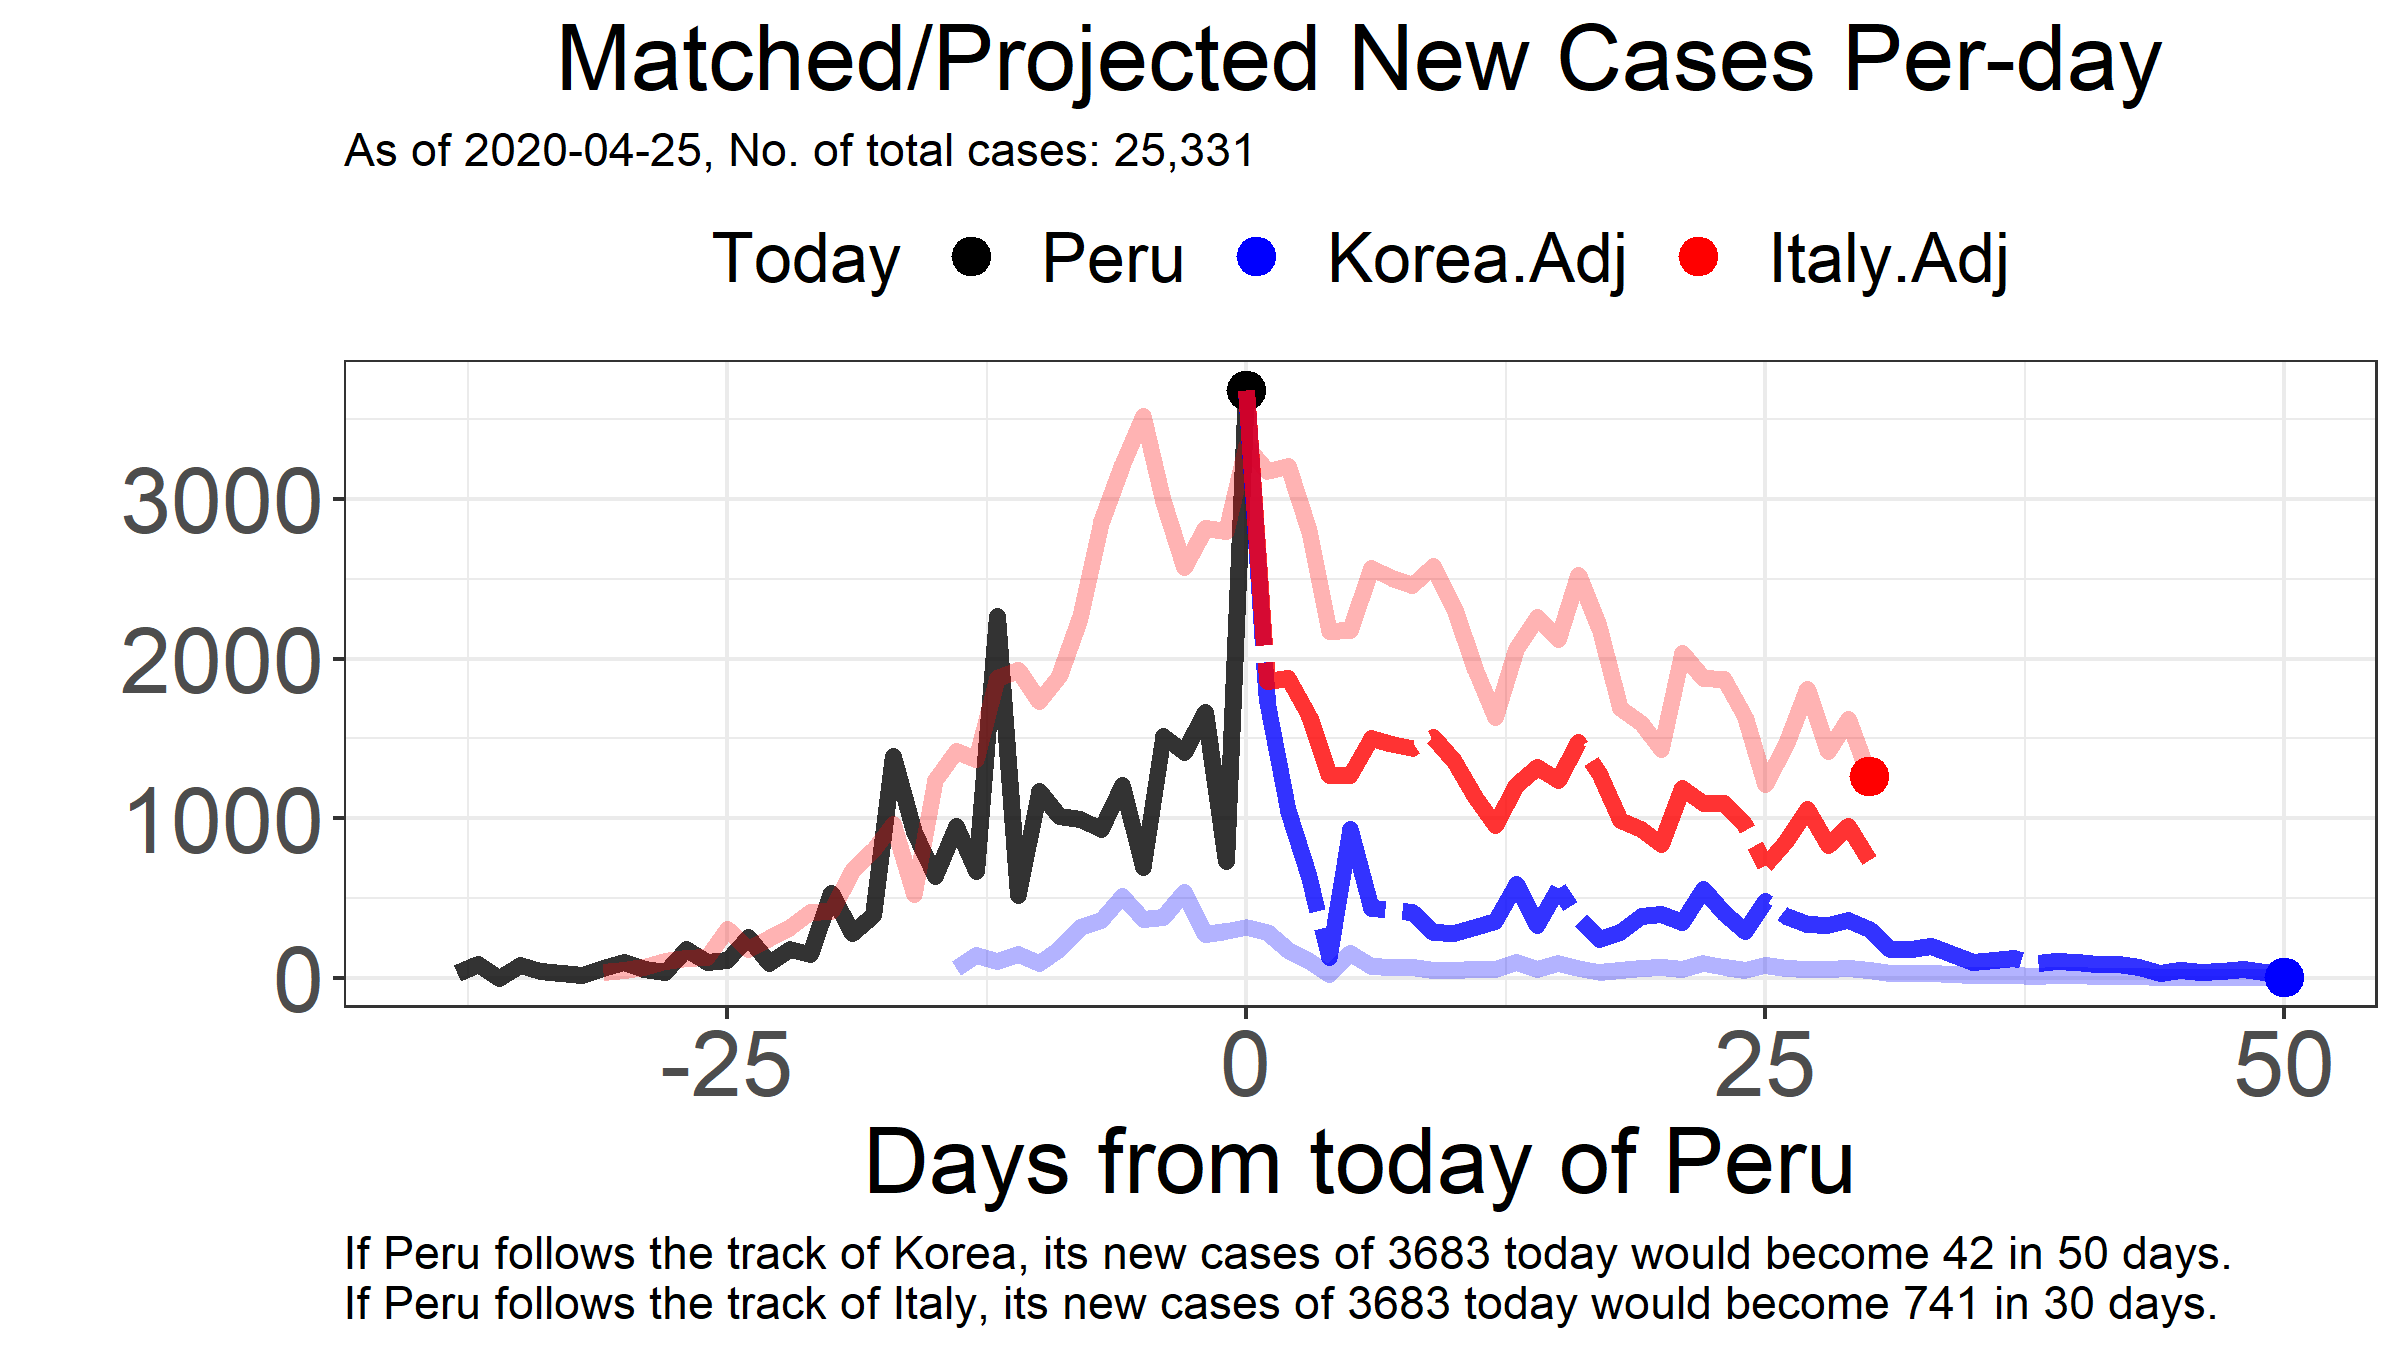 Matched/Projected New Cases Per-day
As of 2020-04-25, No. of total cases: 25,331
Today Peru Korea.Adj Italy.Adj
3000
2000
1000
0
-25 0 25 50
Days from today of Peru
If Peru follows the track of Korea, its new cases of 3683 today would become 42 in 50 days.
If Peru follows the track of Italy, its new cases of 3683 today would become 741 in 30 days.